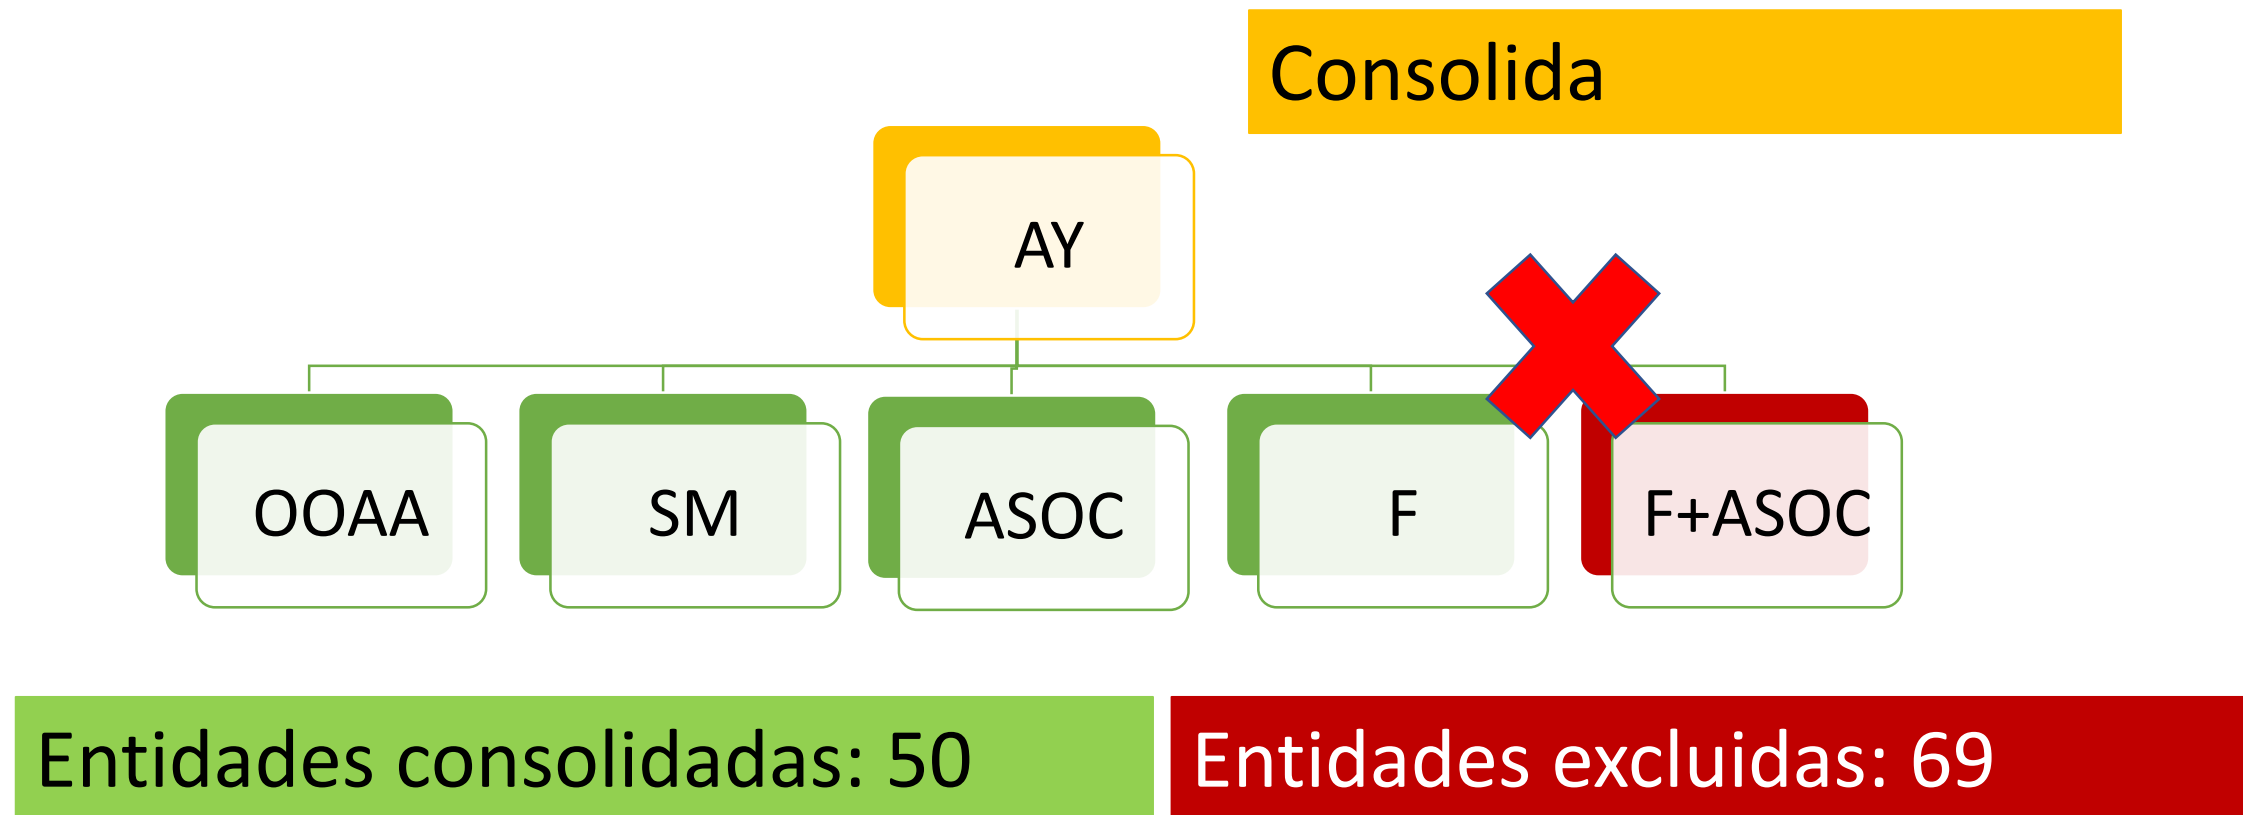 Consolida
AY
OOAA
SM
ASOC
F
F+ASOC
Entidades consolidadas: 50
Entidades excluidas: 69